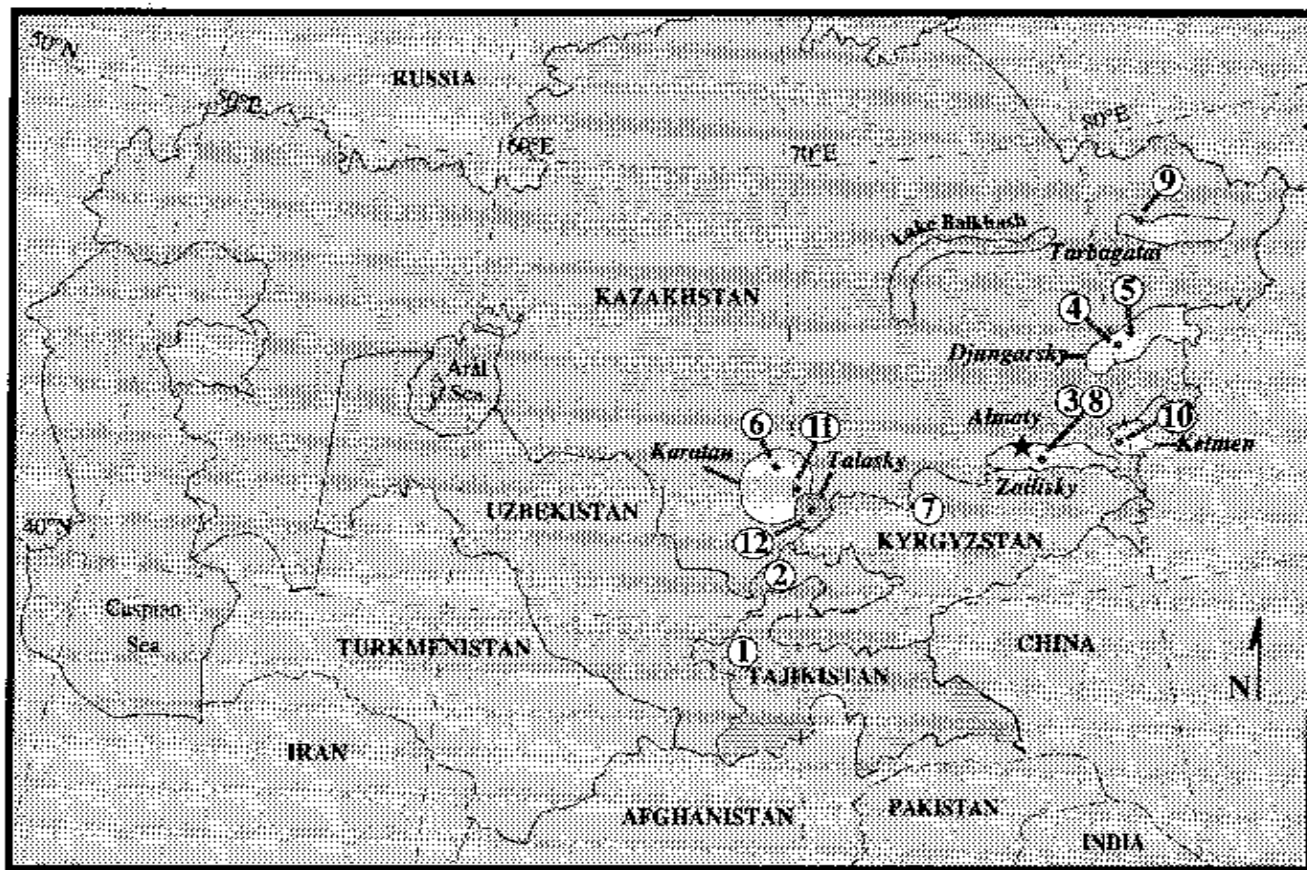 50°N
RUSSIA
50°E
60°E
70°E
80°E
9
Lake Balkhash
Tarbagatai
KAZAKHSTAN
4
5
Djungarsky
Aral
Sea
Almaty
3
8
10
Ketmen
6
11
Karatau
Talasky
Zailisky
UZBEKISTAN
7
40°N
KYRGYZSTAN
12
2
Caspian
Sea
TURKMENISTAN
1
TAJIKISTAN
CHINA
N
IRAN
AFGHANISTAN
PAKISTAN
INDIA